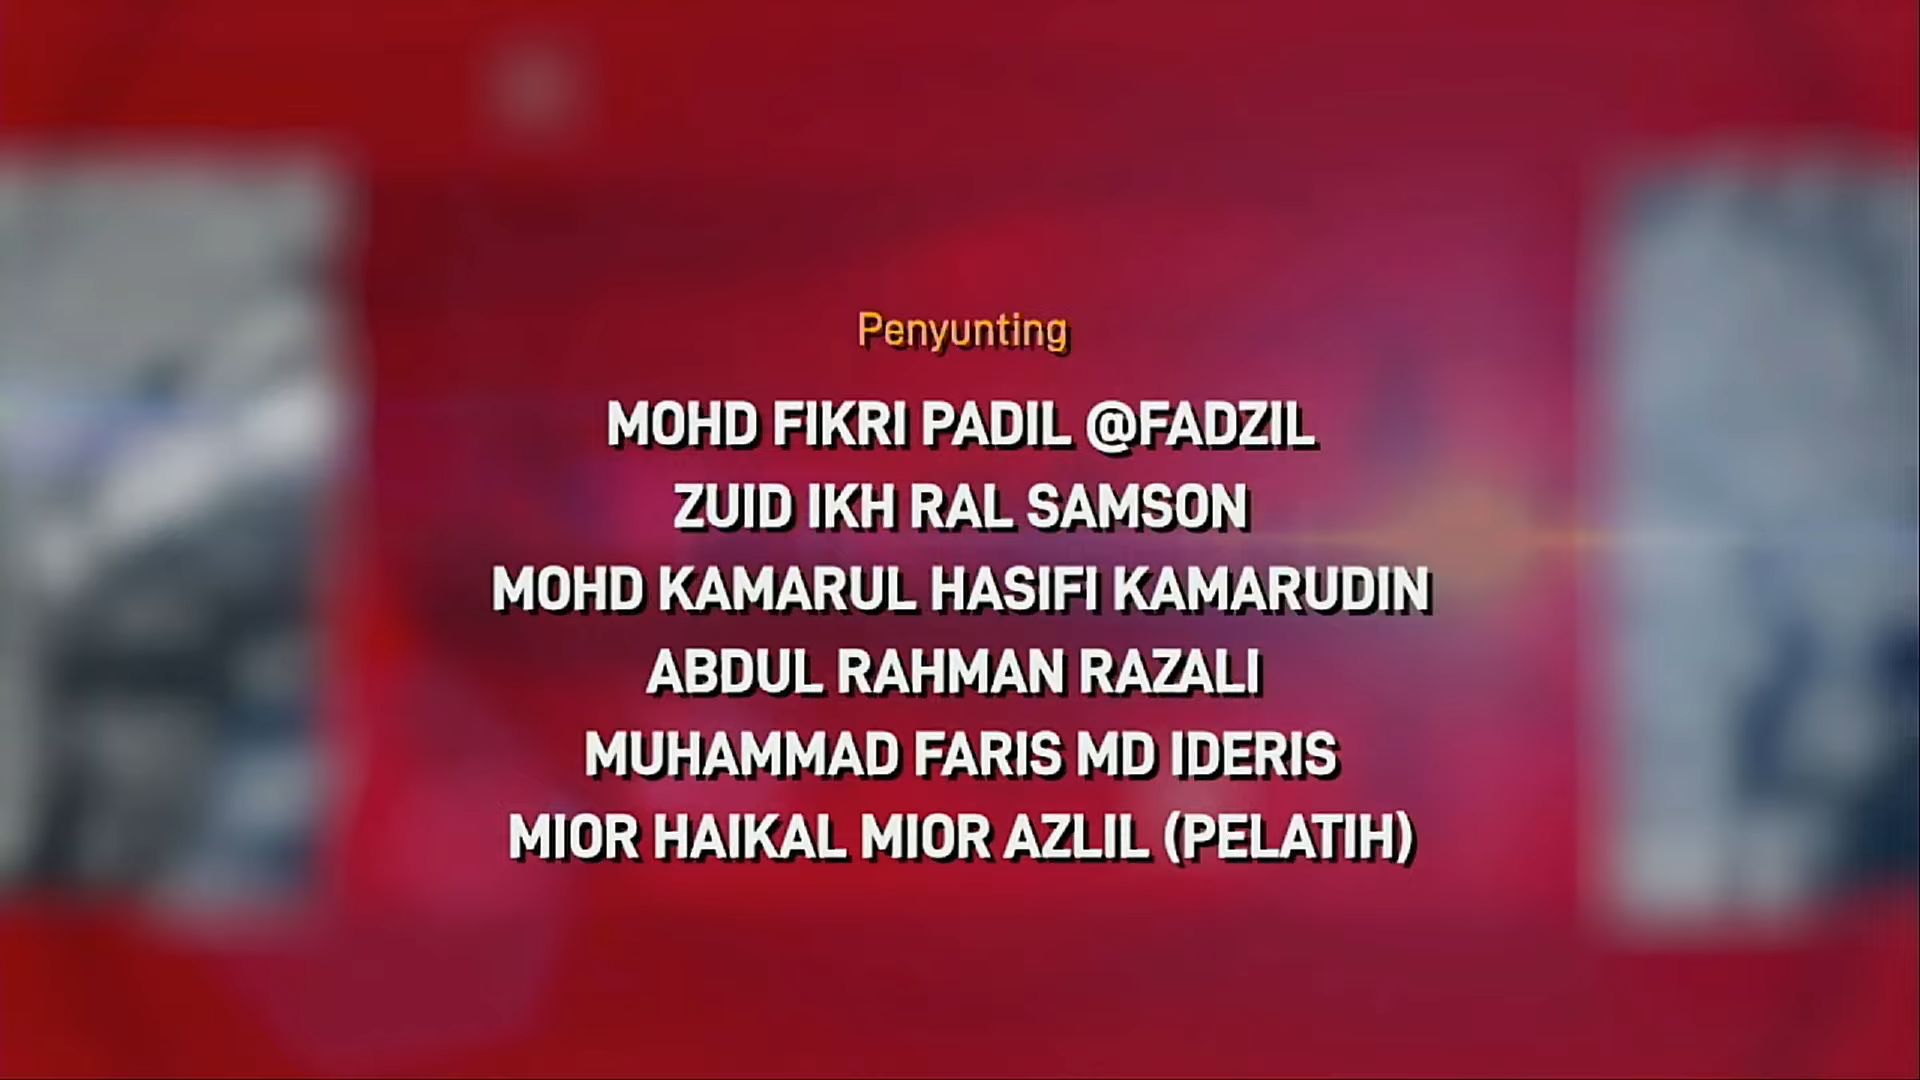 Penyunting
MOHD FIKRI PADIL @FADZIL
ZUID IKH RAL SAMSON
MOHD KAMARUL HASIFI KAMARUDIN
ABDUL RAHMAN RAZALI
MUHAMMAD FARIS MD IDERIS
MIOR HAIKAL MIOR AZLIL (PELATIH)